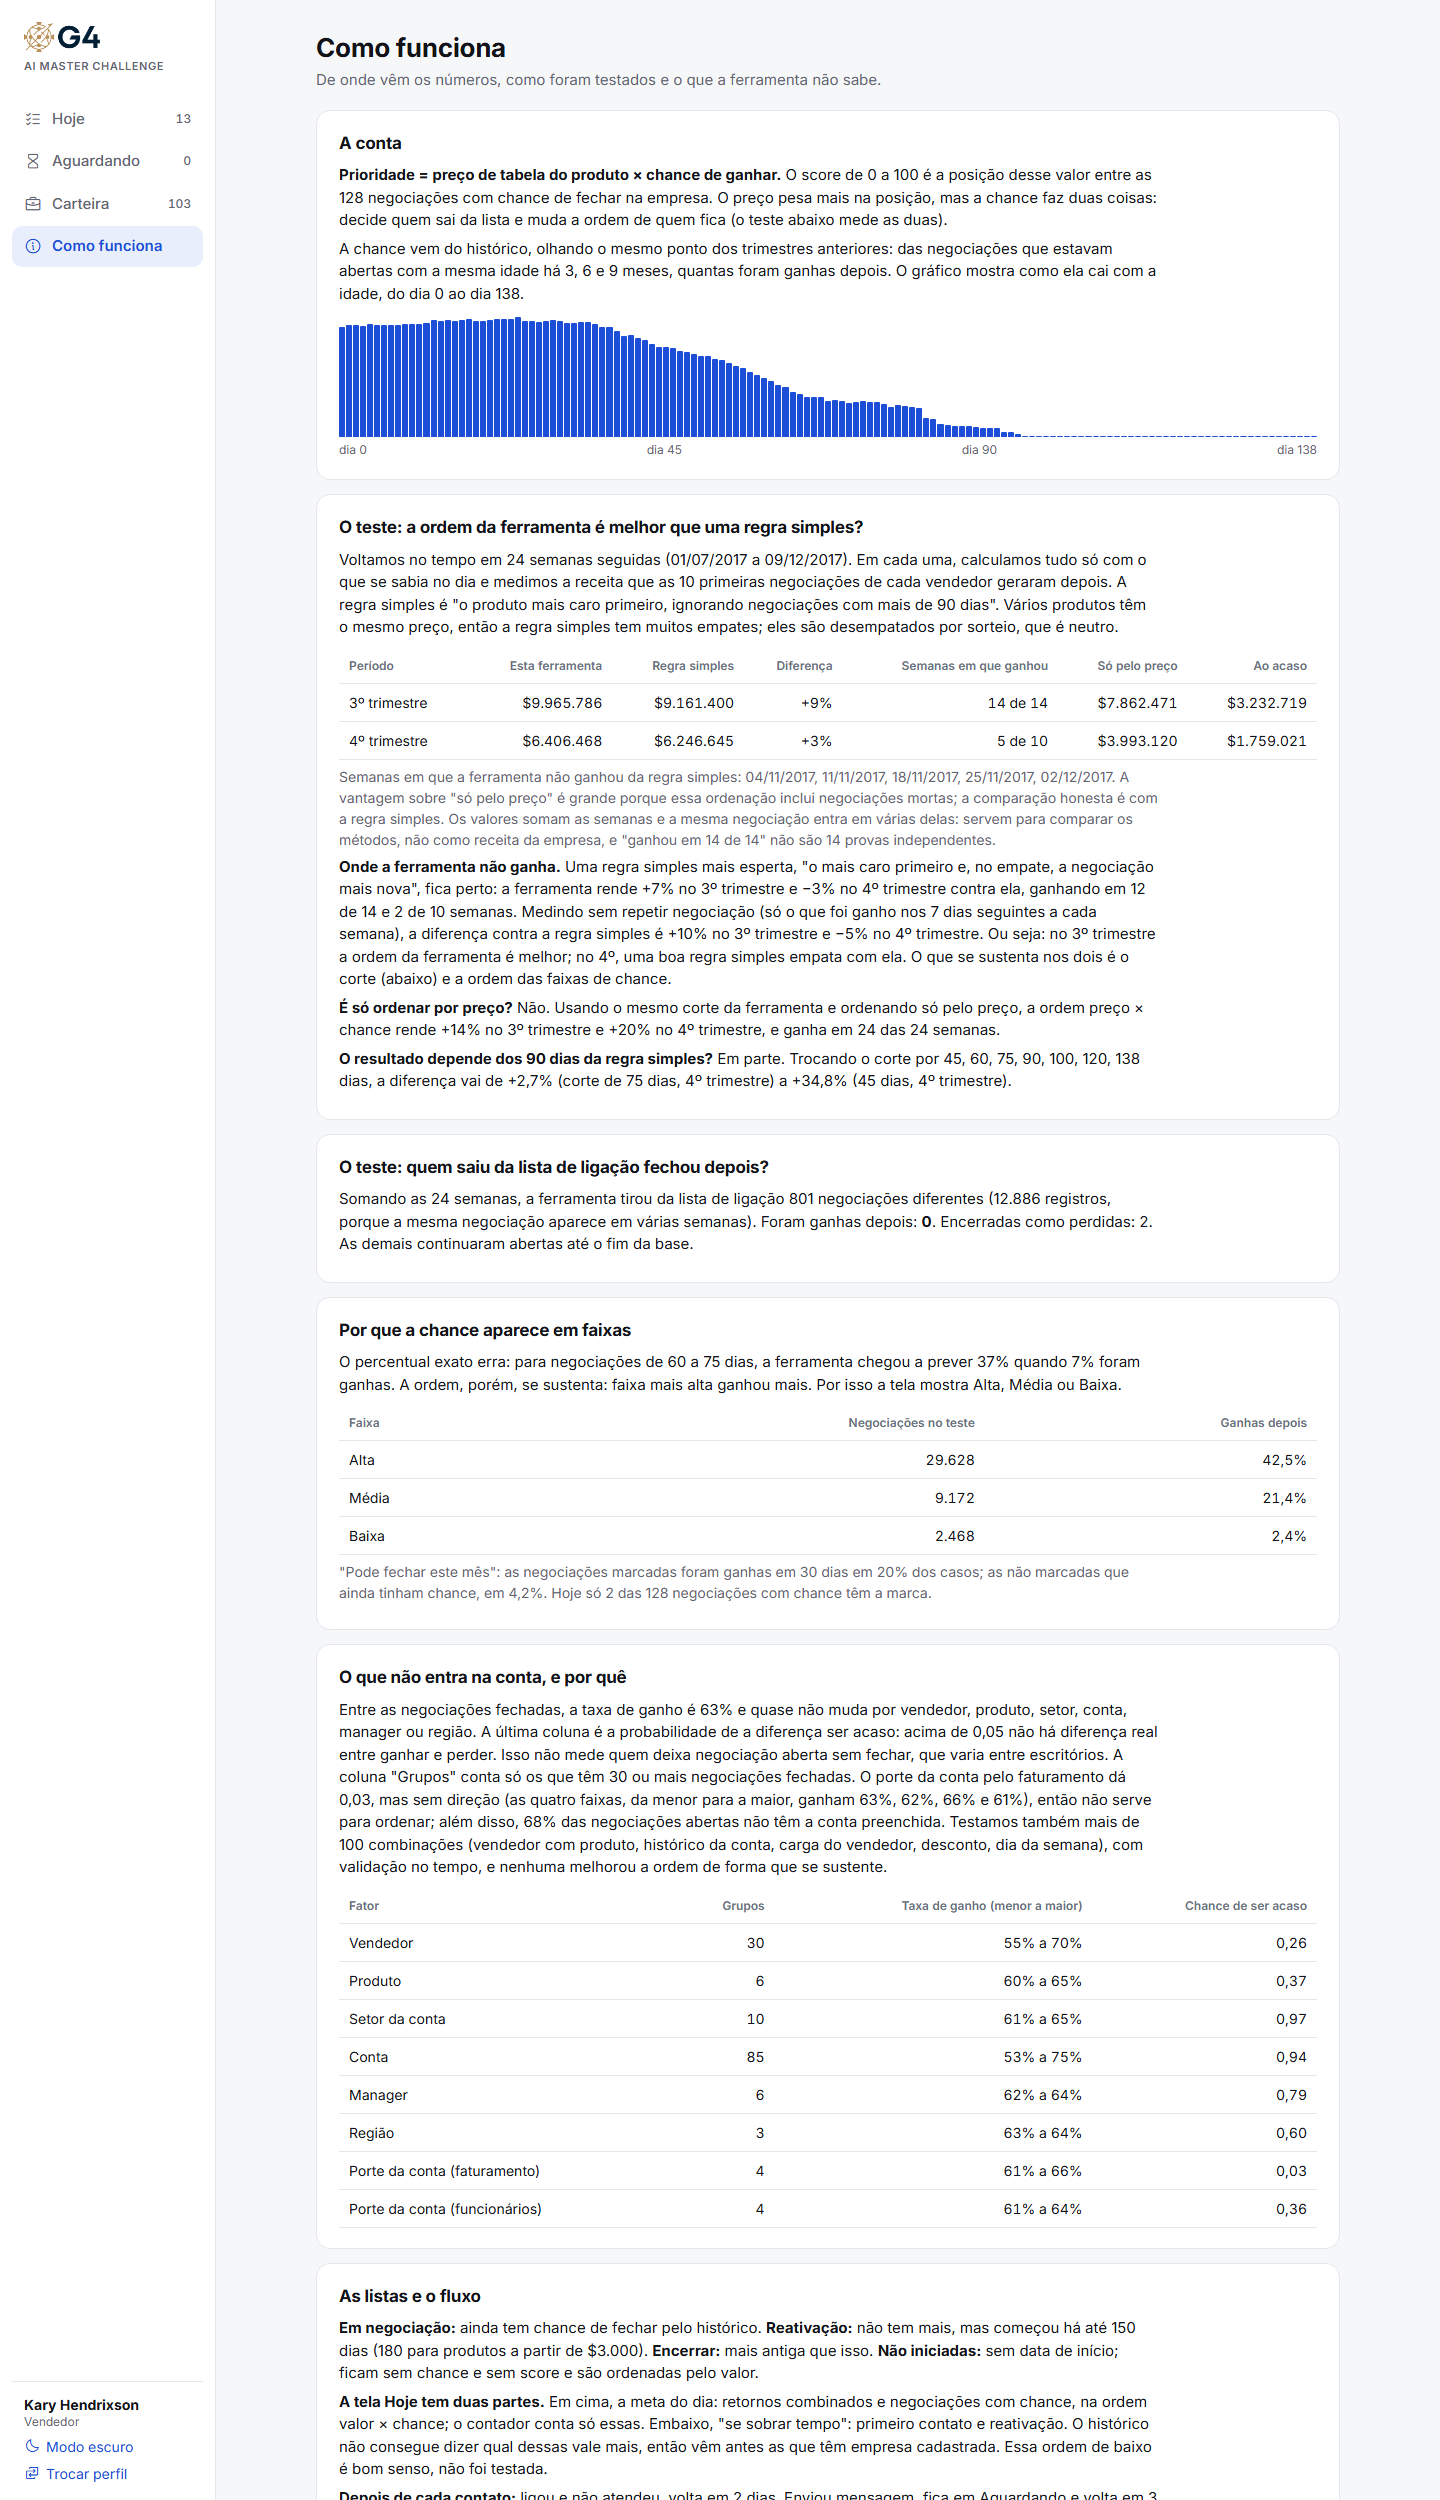 G4
AI MASTER CHALLENGE
Hoje 13
Aguardando 0
Carteira 103
Como funciona
Kary Hendrixson
Vendedor
Modo escuro
Trocar perfil
Como funciona
De onde vêm os números, como foram testados e o que a ferramenta não sabe.
A conta
Prioridade = preço de tabela do produto × chance de ganhar. O score de 0 a 100 é a posição desse valor entre as
128 negociações com chance de fechar na empresa. O preço pesa mais na posição, mas a chance faz duas coisas:
decide quem sai da lista e muda a ordem de quem fica (o teste abaixo mede as duas).
A chance vem do histórico, olhando o mesmo ponto dos trimestres anteriores: das negociações que estavam
abertas com a mesma idade há 3, 6 e 9 meses, quantas foram ganhas depois. O gráfico mostra como ela cai com a
idade, do dia 0 ao dia 138.
dia 0 dia 45 dia 90 dia 138
O teste: a ordem da ferramenta é melhor que uma regra simples?
Voltamos no tempo em 24 semanas seguidas (01/07/2017 a 09/12/2017). Em cada uma, calculamos tudo só com o
que se sabia no dia e medimos a receita que as 10 primeiras negociações de cada vendedor geraram depois. A
regra simples é "o produto mais caro primeiro, ignorando negociações com mais de 90 dias". Vários produtos têm
o mesmo preço, então a regra simples tem muitos empates; eles são desempatados por sorteio, que é neutro.
Período Esta ferramenta Regra simples Diferença Semanas em que ganhou Só pelo preço Ao acaso
3º trimestre $9.965.786 $9.161.400 +9% 14 de 14 $7.862.471 $3.232.719
4º trimestre $6.406.468 $6.246.645 +3% 5 de 10 $3.993.120 $1.759.021
Semanas em que a ferramenta não ganhou da regra simples: 04/11/2017, 11/11/2017, 18/11/2017, 25/11/2017, 02/12/2017. A
vantagem sobre "só pelo preço" é grande porque essa ordenação inclui negociações mortas; a comparação honesta é com
a regra simples. Os valores somam as semanas e a mesma negociação entra em várias delas: servem para comparar os
métodos, não como receita da empresa, e "ganhou em 14 de 14" não são 14 provas independentes.
Onde a ferramenta não ganha. Uma regra simples mais esperta, "o mais caro primeiro e, no empate, a negociação
mais nova", fica perto: a ferramenta rende +7% no 3º trimestre e −3% no 4º trimestre contra ela, ganhando em 12
de 14 e 2 de 10 semanas. Medindo sem repetir negociação (só o que foi ganho nos 7 dias seguintes a cada
semana), a diferença contra a regra simples é +10% no 3º trimestre e −5% no 4º trimestre. Ou seja: no 3º trimestre
a ordem da ferramenta é melhor; no 4º, uma boa regra simples empata com ela. O que se sustenta nos dois é o
corte (abaixo) e a ordem das faixas de chance.
É só ordenar por preço? Não. Usando o mesmo corte da ferramenta e ordenando só pelo preço, a ordem preço ×
chance rende +14% no 3º trimestre e +20% no 4º trimestre, e ganha em 24 das 24 semanas.
O resultado depende dos 90 dias da regra simples? Em parte. Trocando o corte por 45, 60, 75, 90, 100, 120, 138
dias, a diferença vai de +2,7% (corte de 75 dias, 4º trimestre) a +34,8% (45 dias, 4º trimestre).
O teste: quem saiu da lista de ligação fechou depois?
Somando as 24 semanas, a ferramenta tirou da lista de ligação 801 negociações diferentes (12.886 registros,
porque a mesma negociação aparece em várias semanas). Foram ganhas depois: 0. Encerradas como perdidas: 2.
As demais continuaram abertas até o fim da base.
Por que a chance aparece em faixas
O percentual exato erra: para negociações de 60 a 75 dias, a ferramenta chegou a prever 37% quando 7% foram
ganhas. A ordem, porém, se sustenta: faixa mais alta ganhou mais. Por isso a tela mostra Alta, Média ou Baixa.
Faixa Negociações no teste Ganhas depois
Alta 29.628 42,5%
Média 9.172 21,4%
Baixa 2.468 2,4%
"Pode fechar este mês": as negociações marcadas foram ganhas em 30 dias em 20% dos casos; as não marcadas que
ainda tinham chance, em 4,2%. Hoje só 2 das 128 negociações com chance têm a marca.
O que não entra na conta, e por quê
Entre as negociações fechadas, a taxa de ganho é 63% e quase não muda por vendedor, produto, setor, conta,
manager ou região. A última coluna é a probabilidade de a diferença ser acaso: acima de 0,05 não há diferença real
entre ganhar e perder. Isso não mede quem deixa negociação aberta sem fechar, que varia entre escritórios. A
coluna "Grupos" conta só os que têm 30 ou mais negociações fechadas. O porte da conta pelo faturamento dá
0,03, mas sem direção (as quatro faixas, da menor para a maior, ganham 63%, 62%, 66% e 61%), então não serve
para ordenar; além disso, 68% das negociações abertas não têm a conta preenchida. Testamos também mais de
100 combinações (vendedor com produto, histórico da conta, carga do vendedor, desconto, dia da semana), com
validação no tempo, e nenhuma melhorou a ordem de forma que se sustente.
Fator Grupos Taxa de ganho (menor a maior) Chance de ser acaso
Vendedor 30 55% a 70% 0,26
Produto 6 60% a 65% 0,37
Setor da conta 10 61% a 65% 0,97
Conta 85 53% a 75% 0,94
Manager 6 62% a 64% 0,79
Região 3 63% a 64% 0,60
Porte da conta (faturamento) 4 61% a 66% 0,03
Porte da conta (funcionários) 4 61% a 64% 0,36
As listas e o fluxo
Em negociação: ainda tem chance de fechar pelo histórico. Reativação: não tem mais, mas começou há até 150
dias (180 para produtos a partir de $3.000). Encerrar: mais antiga que isso. Não iniciadas: sem data de início;
ficam sem chance e sem score e são ordenadas pelo valor.
A tela Hoje tem duas partes. Em cima, a meta do dia: retornos combinados e negociações com chance, na ordem
valor × chance; o contador conta só essas. Embaixo, "se sobrar tempo": primeiro contato e reativação. O histórico
não consegue dizer qual dessas vale mais, então vêm antes as que têm empresa cadastrada. Essa ordem de baixo
é bom senso, não foi testada.
Depois de cada contato: ligou e não atendeu, volta em 2 dias. Enviou mensagem, fica em Aguardando e volta em 3